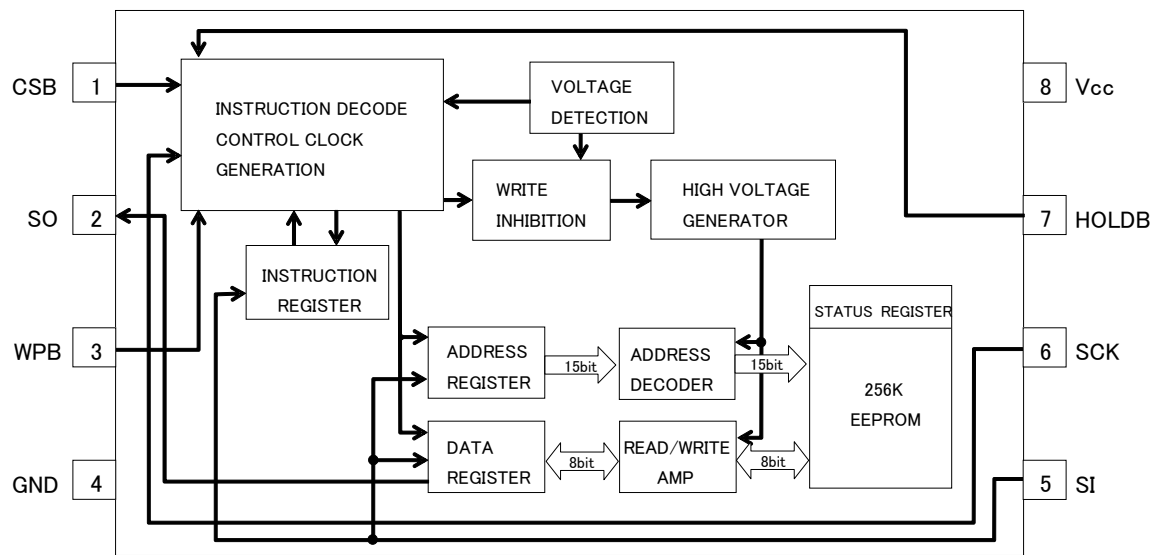 CSB
1
INSTRUCTION DECODE
CONTROL CLOCK
GENERATION
VOLTAGE
DETECTION
8
Vcc
WRITE
INHIBITION
HIGH VOLTAGE
GENERATOR
SO
2
7
HOLDB
INSTRUCTION
REGISTER
STATUS REGISTER
WPB
3
ADDRESS
REGISTER
15bit
ADDRESS
DECODER
15bit
6
SCK
256K
EEPROM
DATA
REGISTER
8bit
READ/WRITE
AMP
8bit
GND
4
5
SI